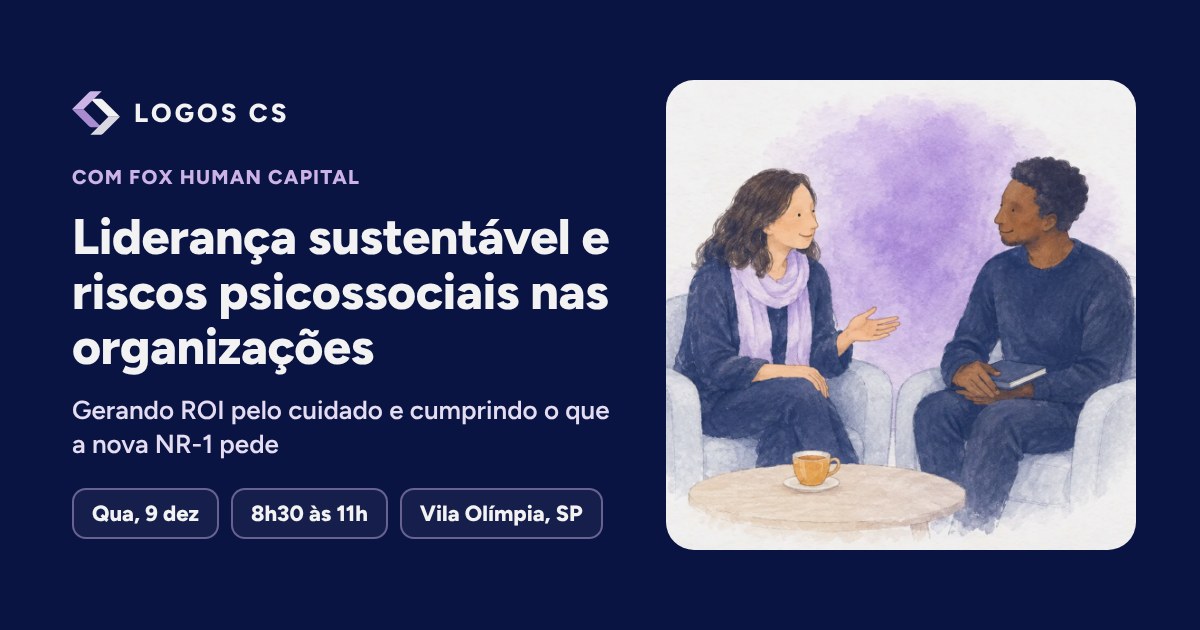 LOGOS CS
COM FOX HUMAN CAPITAL
Liderança sustentável e
riscos psicossociais nas
organizações
Gerando ROI pelo cuidado e cumprindo o que
a nova NR-1 pede
Qua, 9 dez
8h30 às 11h
Vila Olímpia, SP